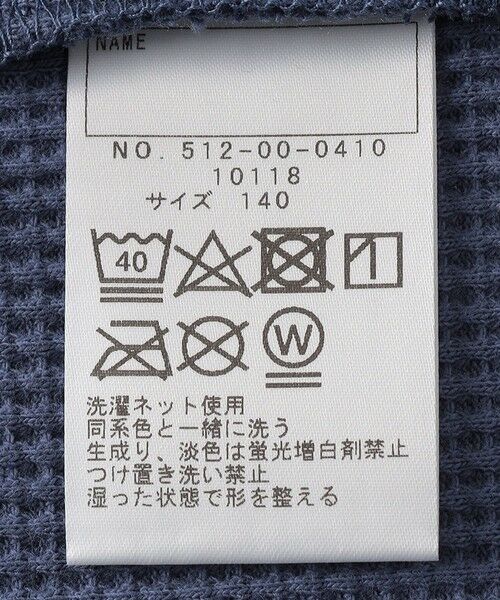 NAME
NO. 512-00-0410
10118
サイズ 140
40
W
洗濯ネット使用
同系色と一緒に洗う
生成り、淡色は蛍光増白剤禁止
つけ置き洗い禁止
湿った状態で形を整える